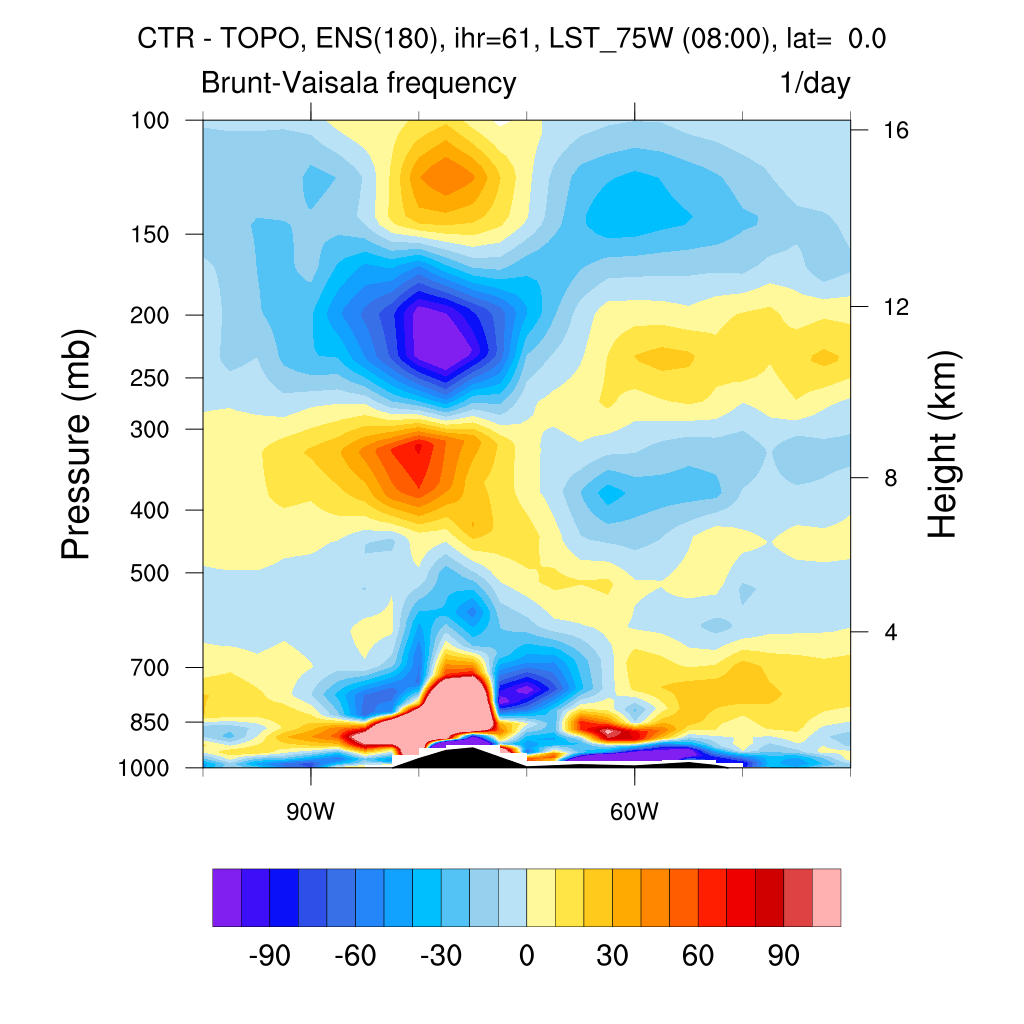 CTR - TOPO, ENS(180), ihr=61, LST_75W (08:00), lat=  0.0
Brunt-Vaisala frequency 1/day
100
150
200
250
300
400
500
700
850
1000
Pressure (mb)
16
12
8
4
Height (km)
90W 60W
-90 -60 -30 0 30 60 90